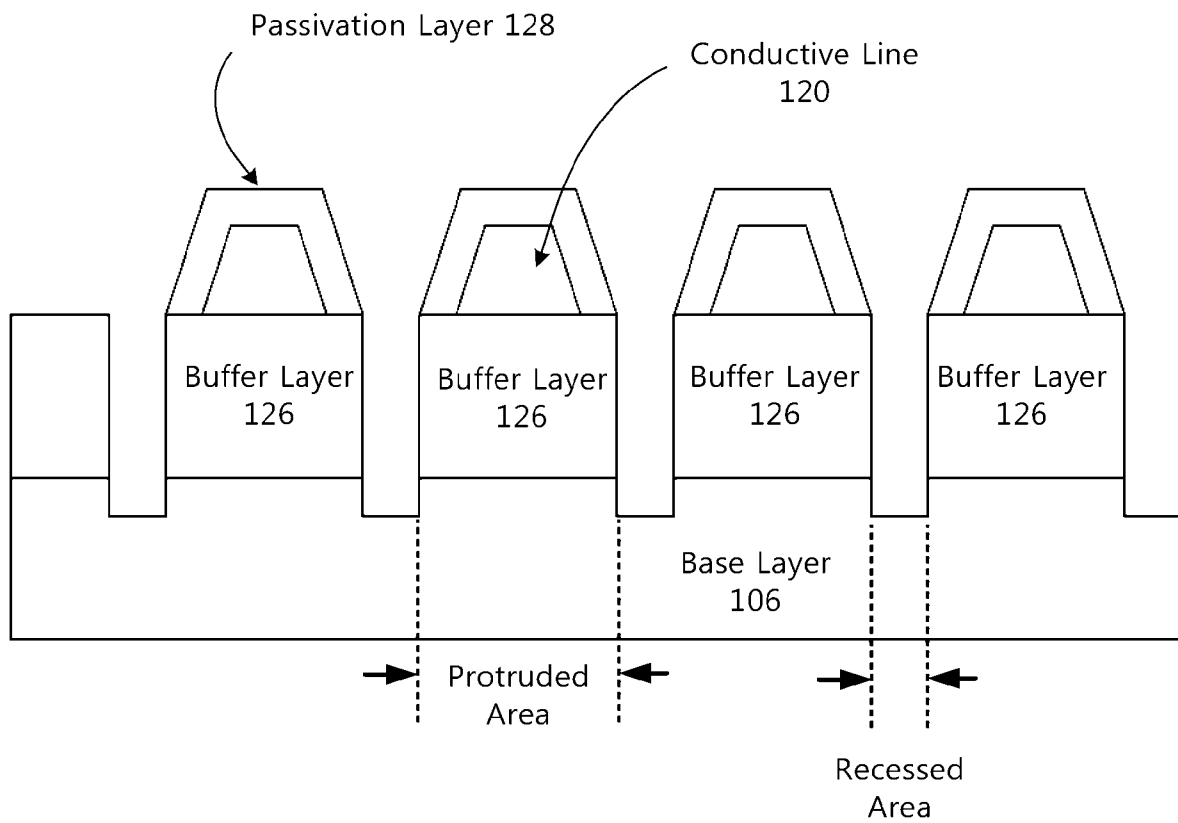 Passivation Layer 128
Conductive Line
120
Buffer Layer
126
Buffer Layer
126
Buffer Layer
126
Buffer Layer
126
Base Layer
106
Protruded
Area
Recessed
Area